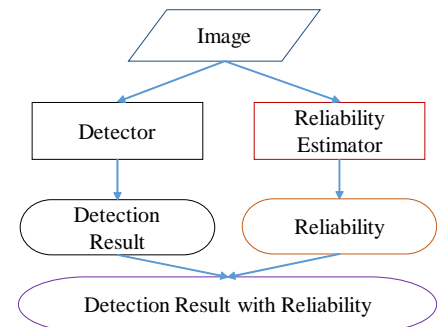 Image
Detector
Reliability
Estimator
Detection
Result
Reliability
Detection Result with Reliability